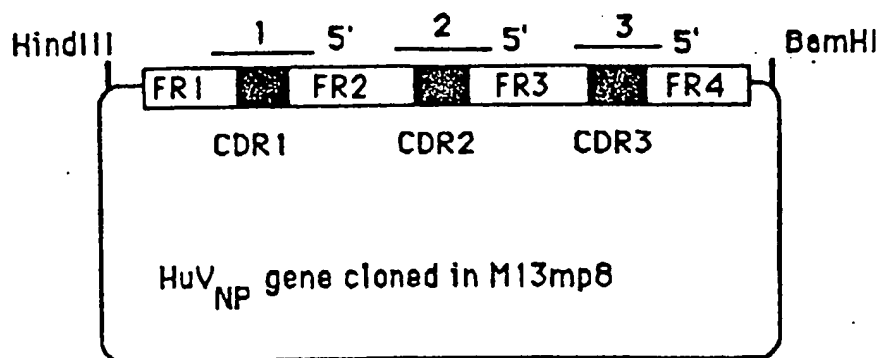 HindIII 1 5' 2 5' 3 5' BamHI
FR1 FR2 FR3 FR4
CDR1 CDR2 CDR3
HuVNP gene cloned in M13mp8